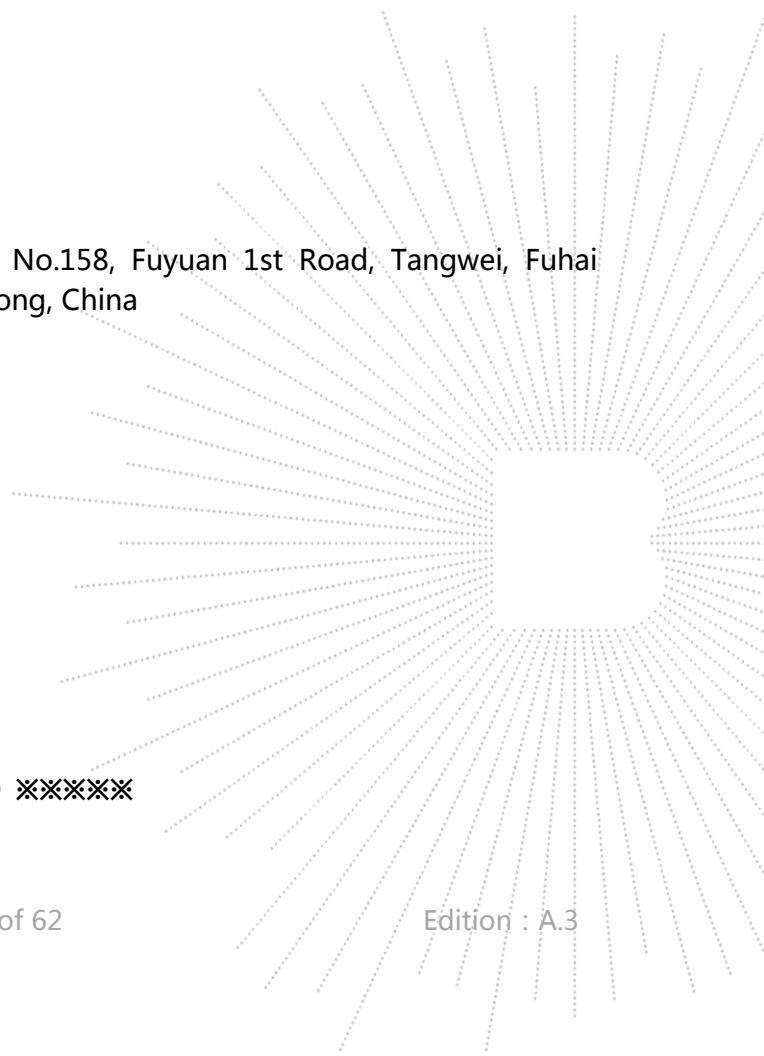 No.158, Fuyuan 1st Road, Tangwei, Fuhai
ong, China
※※※※※
of 62
Edition : A.3